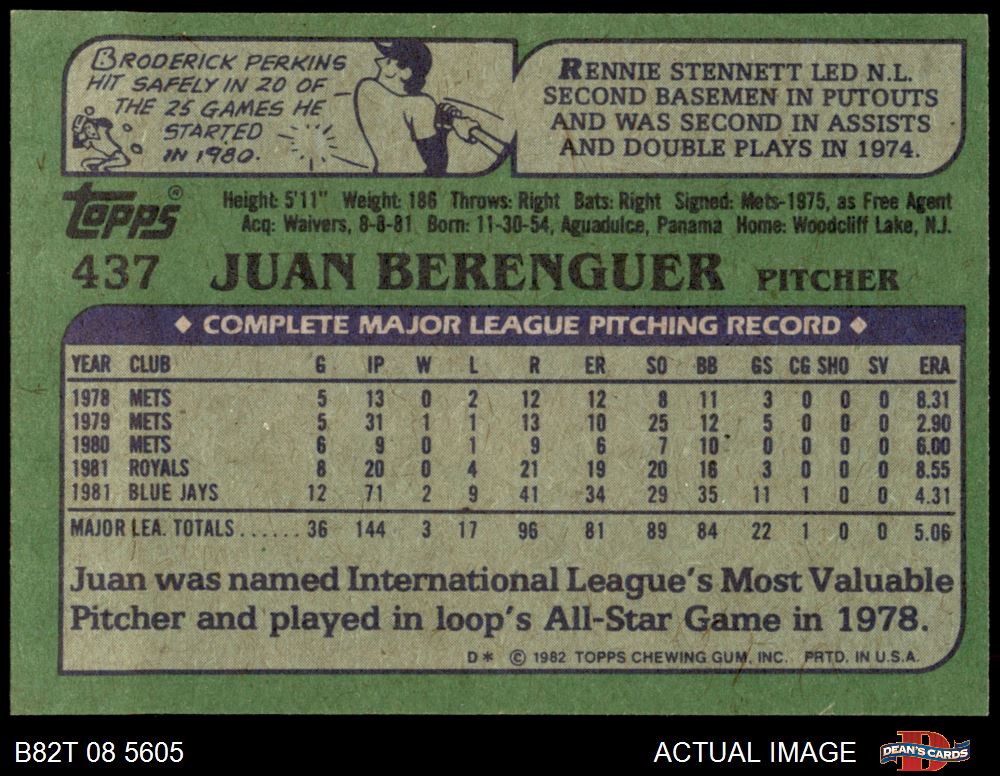 BRODERICK PERKINS
HIT SAFELY IN 20 OF
THE 25 GAMES HE
STARTED
IN 1980.
RENNIE STENNETT LED N.L.
SECOND BASEMEN IN PUTOUTS
AND WAS SECOND IN ASSISTS
AND DOUBLE PLAYS IN 1974.
Topps®
Height: 5'11" Weight: 186 Throws: Right Bats: Right Signed: Mets-1975, as Free Agent
Acq: Waivers, 8-8-81 Born: 11-30-54, Aguadulce, Panama Home: Woodcliff Lake, N.J.
437 JUAN BERENGUER PITCHER
◆ COMPLETE MAJOR LEAGUE PITCHING RECORD ◆
YEAR CLUB G IP W L R ER SO BB GS CG SHO SV ERA
1978 METS 5 13 0 2 12 12 8 11 3 0 0 0 8.31
1979 METS 5 31 1 1 13 10 25 12 5 0 0 0 2.90
1980 METS 6 9 0 1 9 6 7 10 0 0 0 0 6.00
1981 ROYALS 8 20 0 4 21 19 20 16 3 0 0 0 8.55
1981 BLUE JAYS 12 71 2 9 41 34 29 35 11 1 0 0 4.31
MAJOR LEA. TOTALS...... 36 144 3 17 96 81 89 84 22 1 0 0 5.06
Juan was named International League's Most Valuable
Pitcher and played in loop's All-Star Game in 1978.
D* © 1982 TOPPS CHEWING GUM, INC. PRTD. IN U.S.A.
B82T 08 5605 ACTUAL IMAGE DEAN'S CARDS